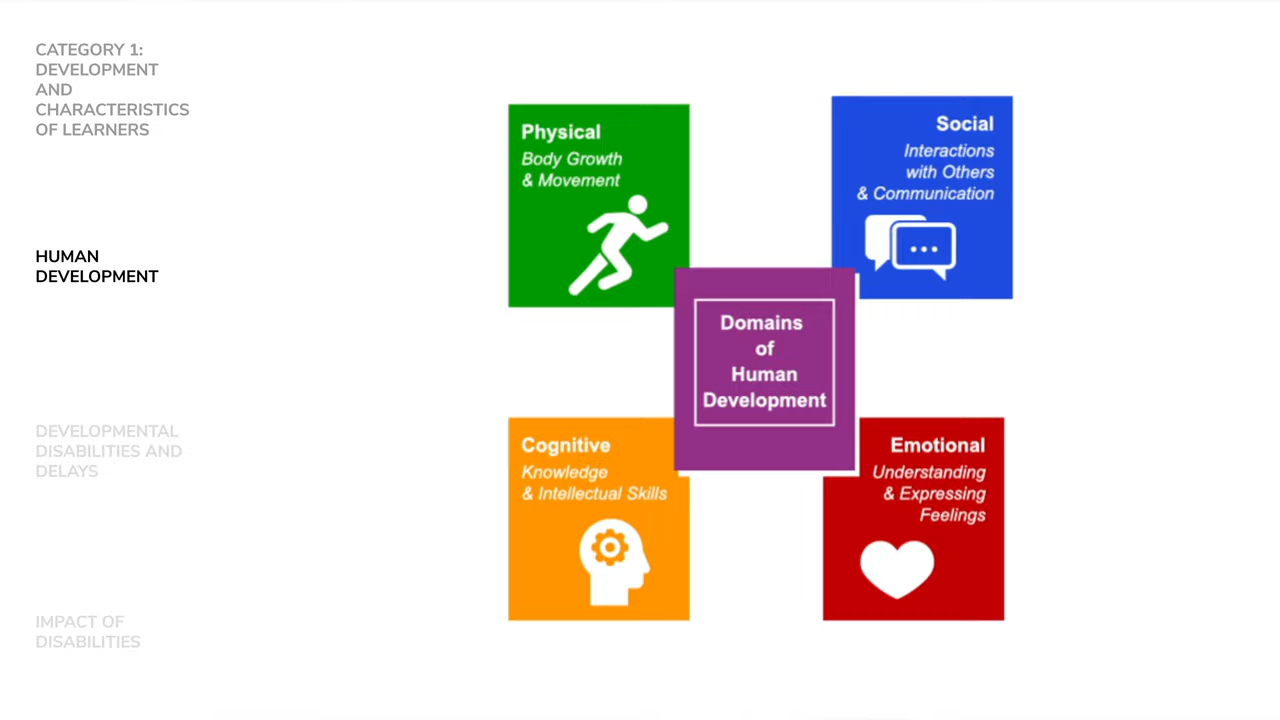 CATEGORY 1:
DEVELOPMENT
AND
CHARACTERISTICS
OF LEARNERS
HUMAN
DEVELOPMENT
DEVELOPMENTAL
DISABILITIES AND
DELAYS
IMPACT OF
DISABILITIES
Physical
Body Growth
& Movement
Social
Interactions
with Others
& Communication
Domains
of
Human
Development
Cognitive
Knowledge
& Intellectual Skills
Emotional
Understanding
& Expressing
Feelings